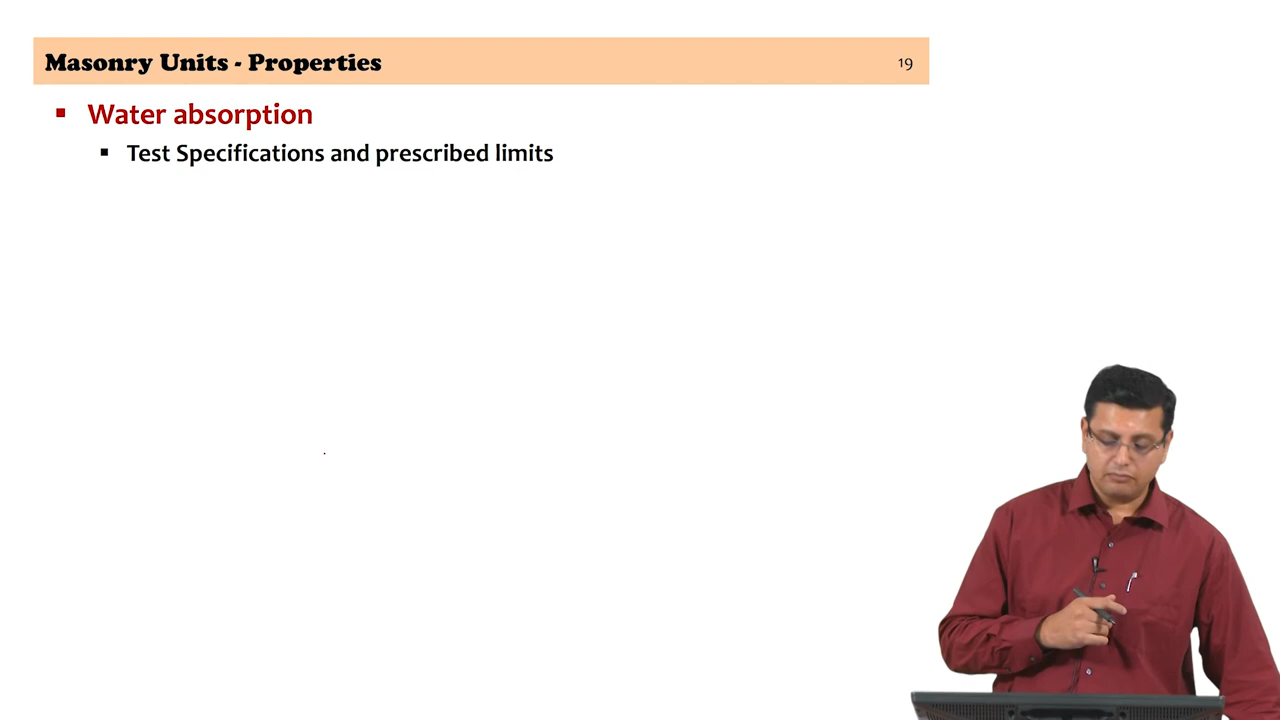 Masonry Units - Properties 19
Water absorption
Test Specifications and prescribed limits